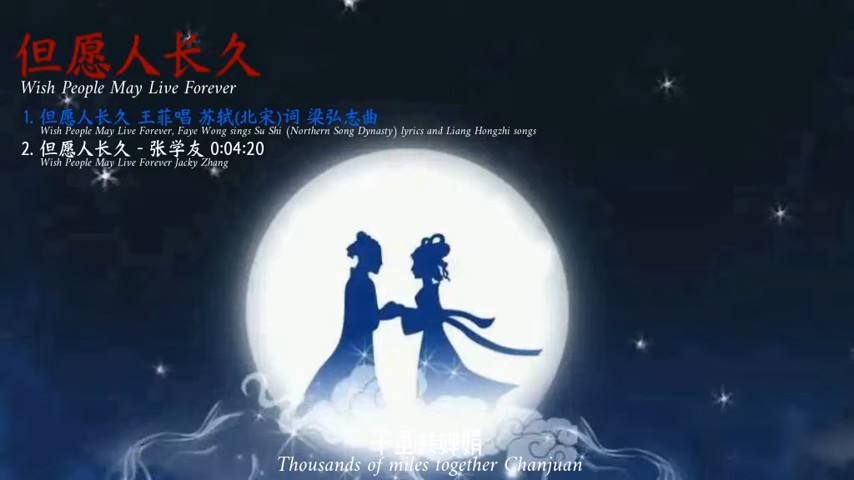 但愿人长久
Wish People May Live Forever
1. 但愿人长久 王菲唱 苏轼(北宋)词 梁弘志曲
Wish People May Live Forever, Faye Wong sings Su Shi (Northern Song Dynasty) lyrics and Liang Hongzhi songs
2. 但愿人长久 - 张学友 0:04:20
Wish People May Live Forever Jacky Zhang
千里共婵娟
Thousands of miles together Chanjuan